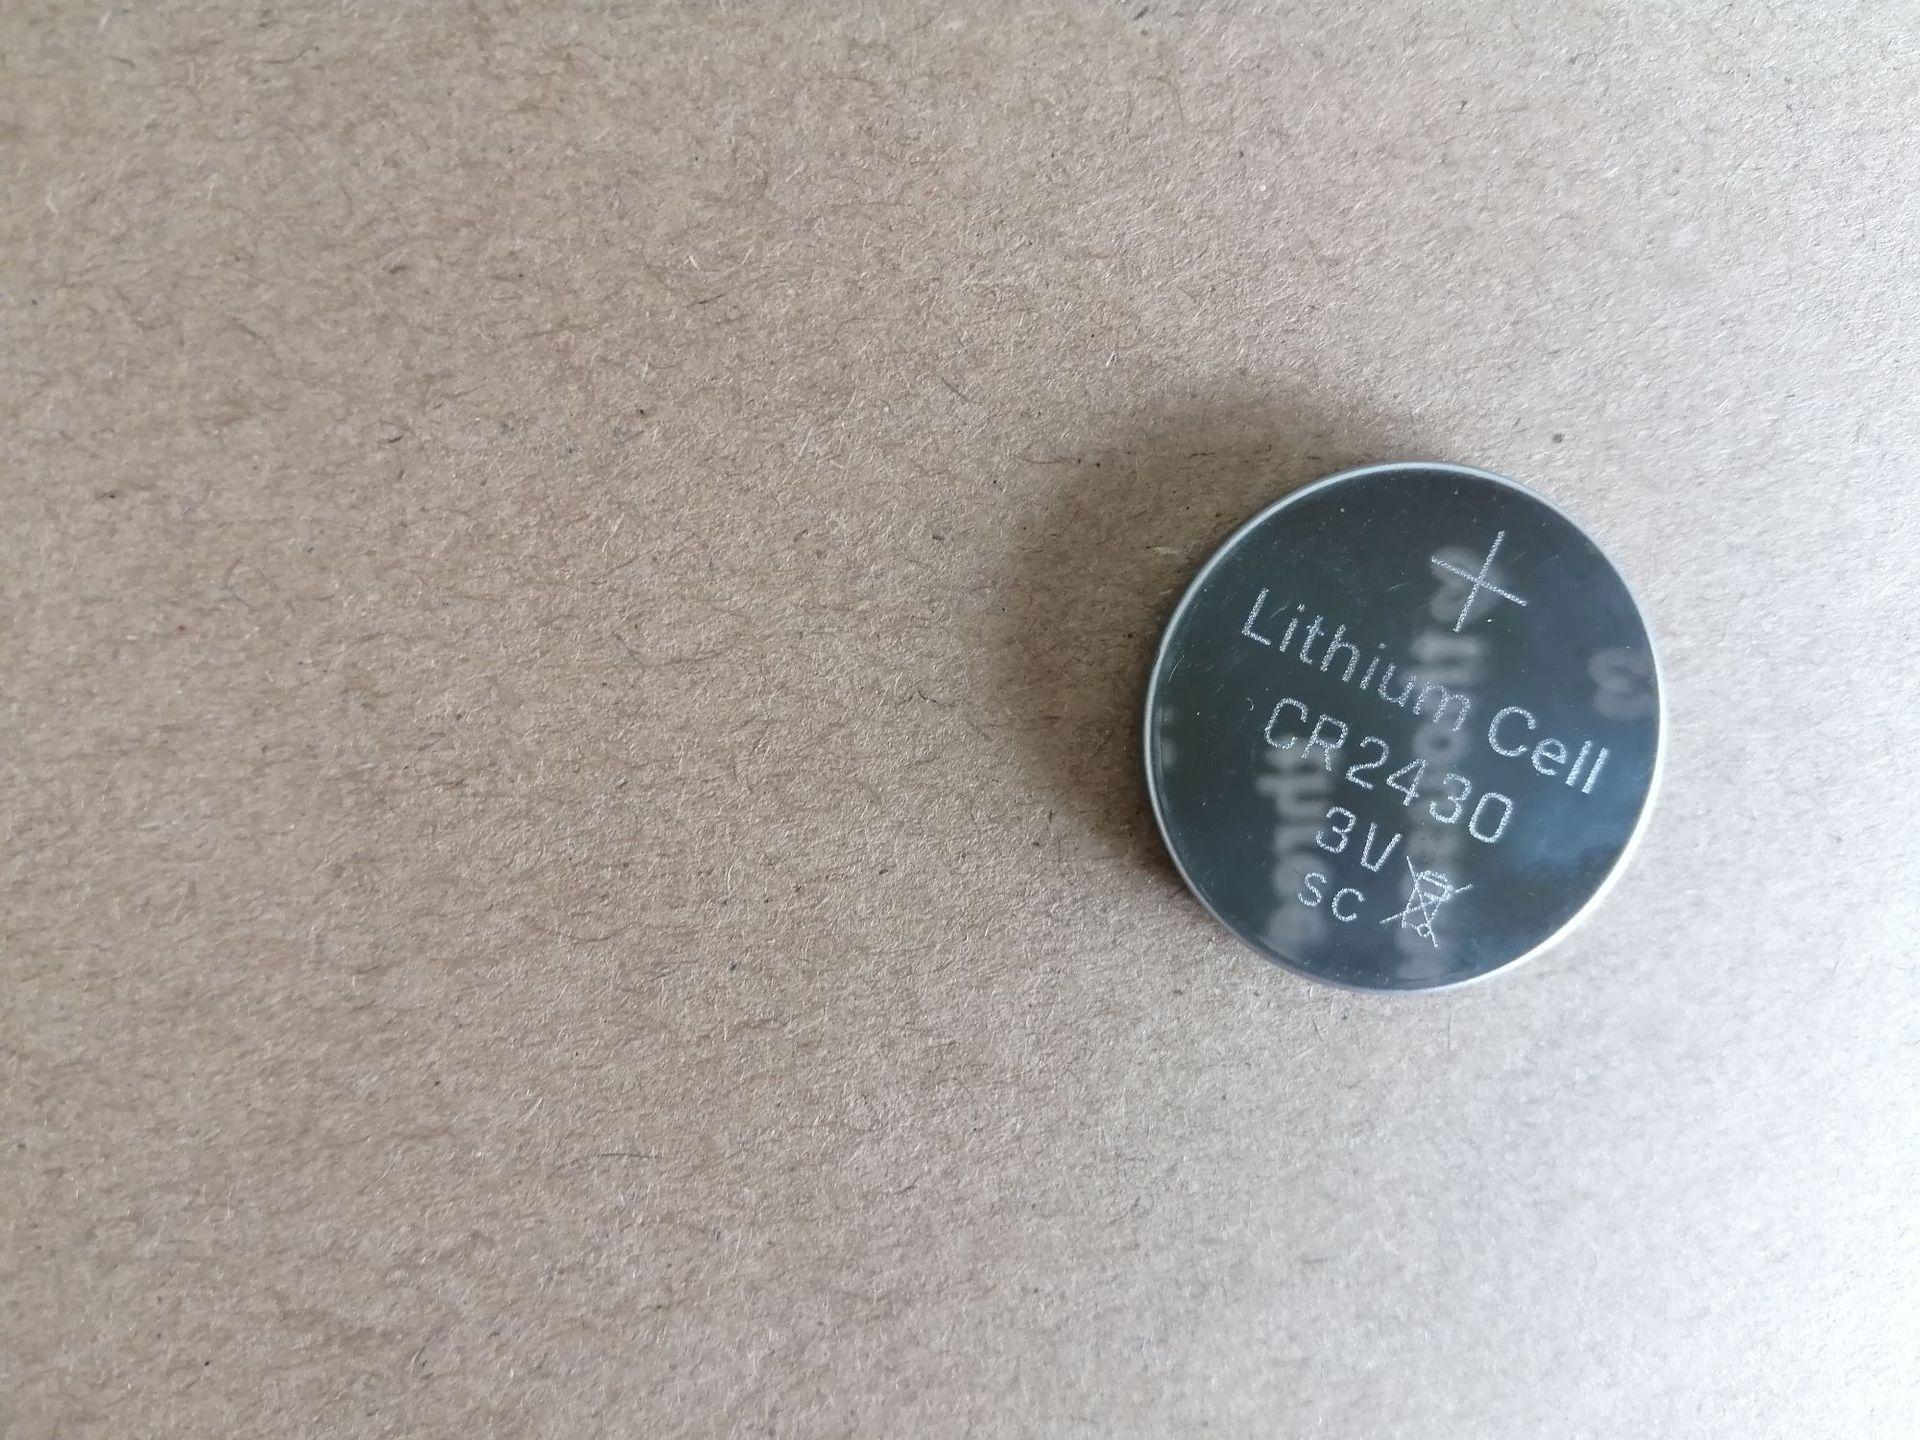 +
Lithium Cell
CR2430
3V
SC